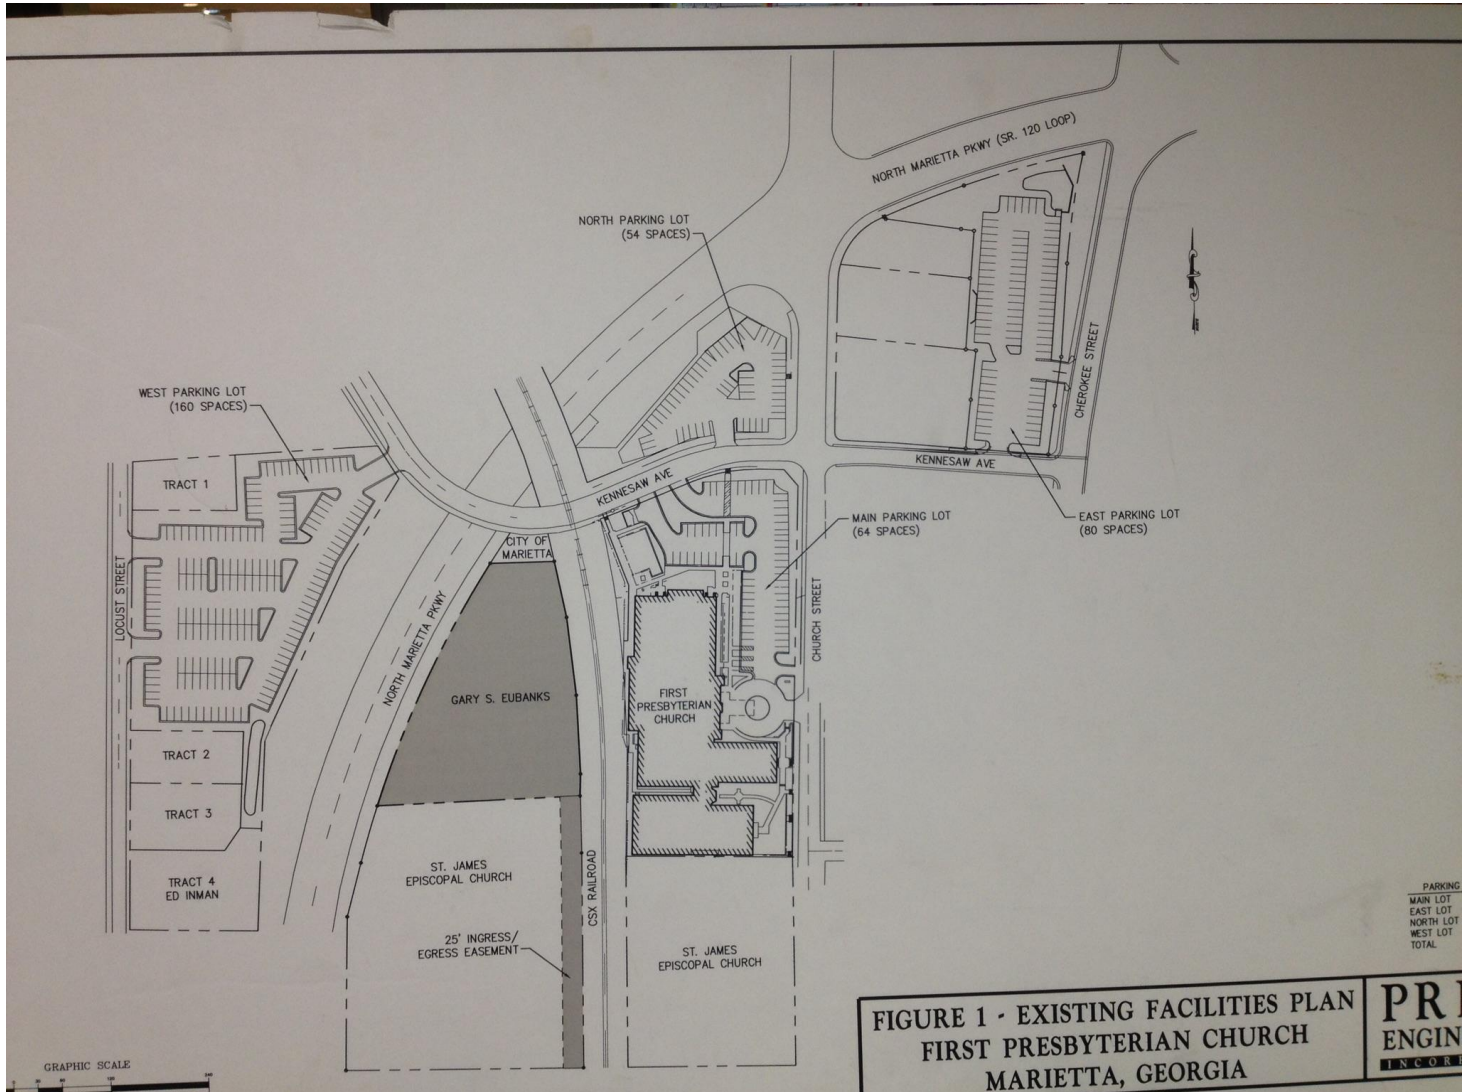 NORTH MARIETTA PKWY (SR. 120 LOOP)
NORTH PARKING LOT
(54 SPACES)
CHEROKEE STREET
WEST PARKING LOT
(160 SPACES)
TRACT 1
KENNESAW AVE
KENNESAW AVE
MAIN PARKING LOT
(64 SPACES)
EAST PARKING LOT
(80 SPACES)
CITY OF
MARIETTA
LOCUST STREET
NORTH MARIETTA PKWY
CHURCH STREET
GARY S. EUBANKS
FIRST
PRESBYTERIAN
CHURCH
TRACT 2
TRACT 3
TRACT 4
ED INMAN
ST. JAMES
EPISCOPAL CHURCH
CSX RAILROAD
25' INGRESS/
EGRESS EASEMENT
ST. JAMES
EPISCOPAL CHURCH
PARKING
MAIN LOT
EAST LOT
NORTH LOT
WEST LOT
TOTAL
GRAPHIC SCALE
FIGURE 1 - EXISTING FACILITIES PLAN
FIRST PRESBYTERIAN CHURCH
MARIETTA, GEORGIA
ENGIN
INCOR